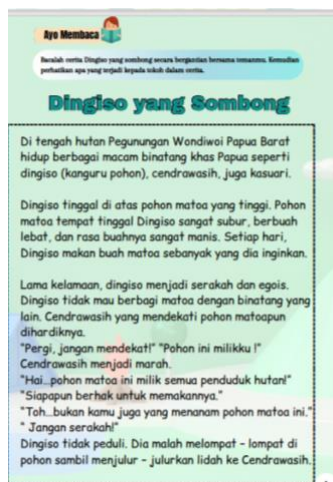 Ayo Membaca
Bacalah cerita Dingiso yang sombong secara bergantian bersama temanmu. Kemudian
perhatikan apa yang terjadi kepada tokoh dalam cerita.
Dingiso yang Sombong
Di tengah hutan Pegunungan Wondiwoi Papua Barat
hidup berbagai macam binatang khas Papua seperti
dingiso (kanguru pohon), cendrawasih, juga kasuari.
Dingiso tinggal di atas pohon matoa yang tinggi. Pohon
matoa tempat tinggal Dingiso sangat subur, berbuah
lebat, dan rasa buahnya sangat manis. Setiap hari,
Dingiso makan buah matoa sebanyak yang dia inginkan.
Lama kelamaan, dingiso menjadi serakah dan egois.
Dingiso tidak mau berbagi matoa dengan binatang yang
lain. Cendrawasih yang mendekati pohon matoapun
dihardiknya.
"Pergi, jangan mendekat!" "Pohon ini milikku !"
Cendrawasih menjadi marah.
"Hai...pohon matoa ini milik semua penduduk hutan!"
"Siapapun berhak untuk memakannya."
"Toh...bukan kamu juga yang menanam pohon matoa ini."
" Jangan serakah!"
Dingiso tidak peduli. Dia malah melompat - lompat di
pohon sambil menjulur - julurkan lidah ke Cendrawasih.